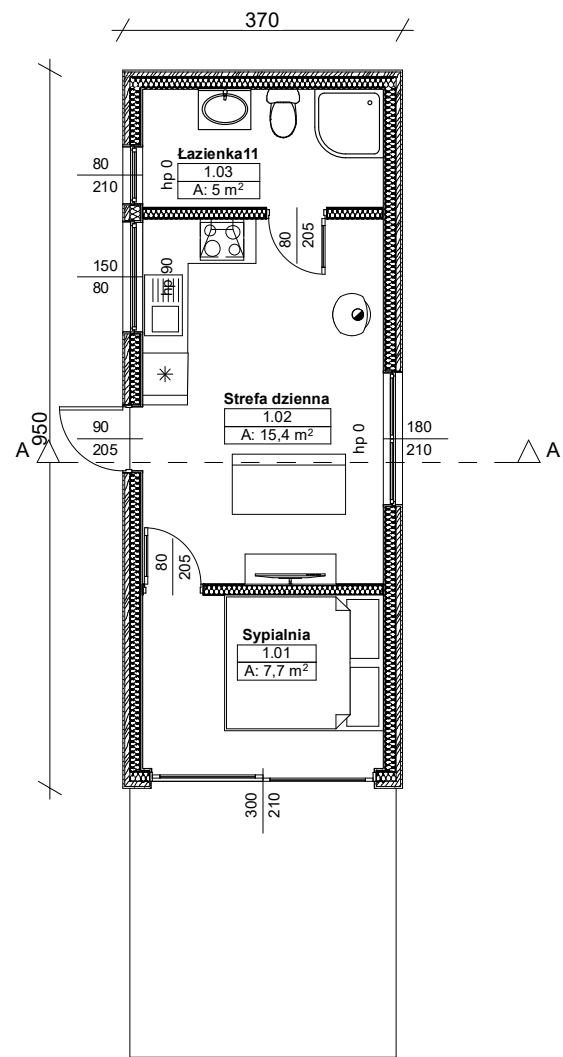 370
Łazienka11
1.03
A: 5 m²
80
210
hp 0
80
205
150
80
hp 90
Strefa dzienna
1.02
A: 15,4 m²
hp 0
180
210
90
205
950
A
A
80
205
Sypialnia
1.01
A: 7,7 m²
300
210